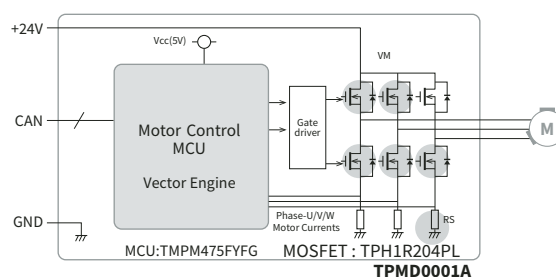 +24V
Vcc(5V)
VM
CAN
Motor Control
MCU
Vector Engine
Gate
driver
M
GND
Phase-U/V/W
Motor Currents
RS
MCU:TMPM475FYFG
MOSFET : TPH1R204PL
TPMD0001A